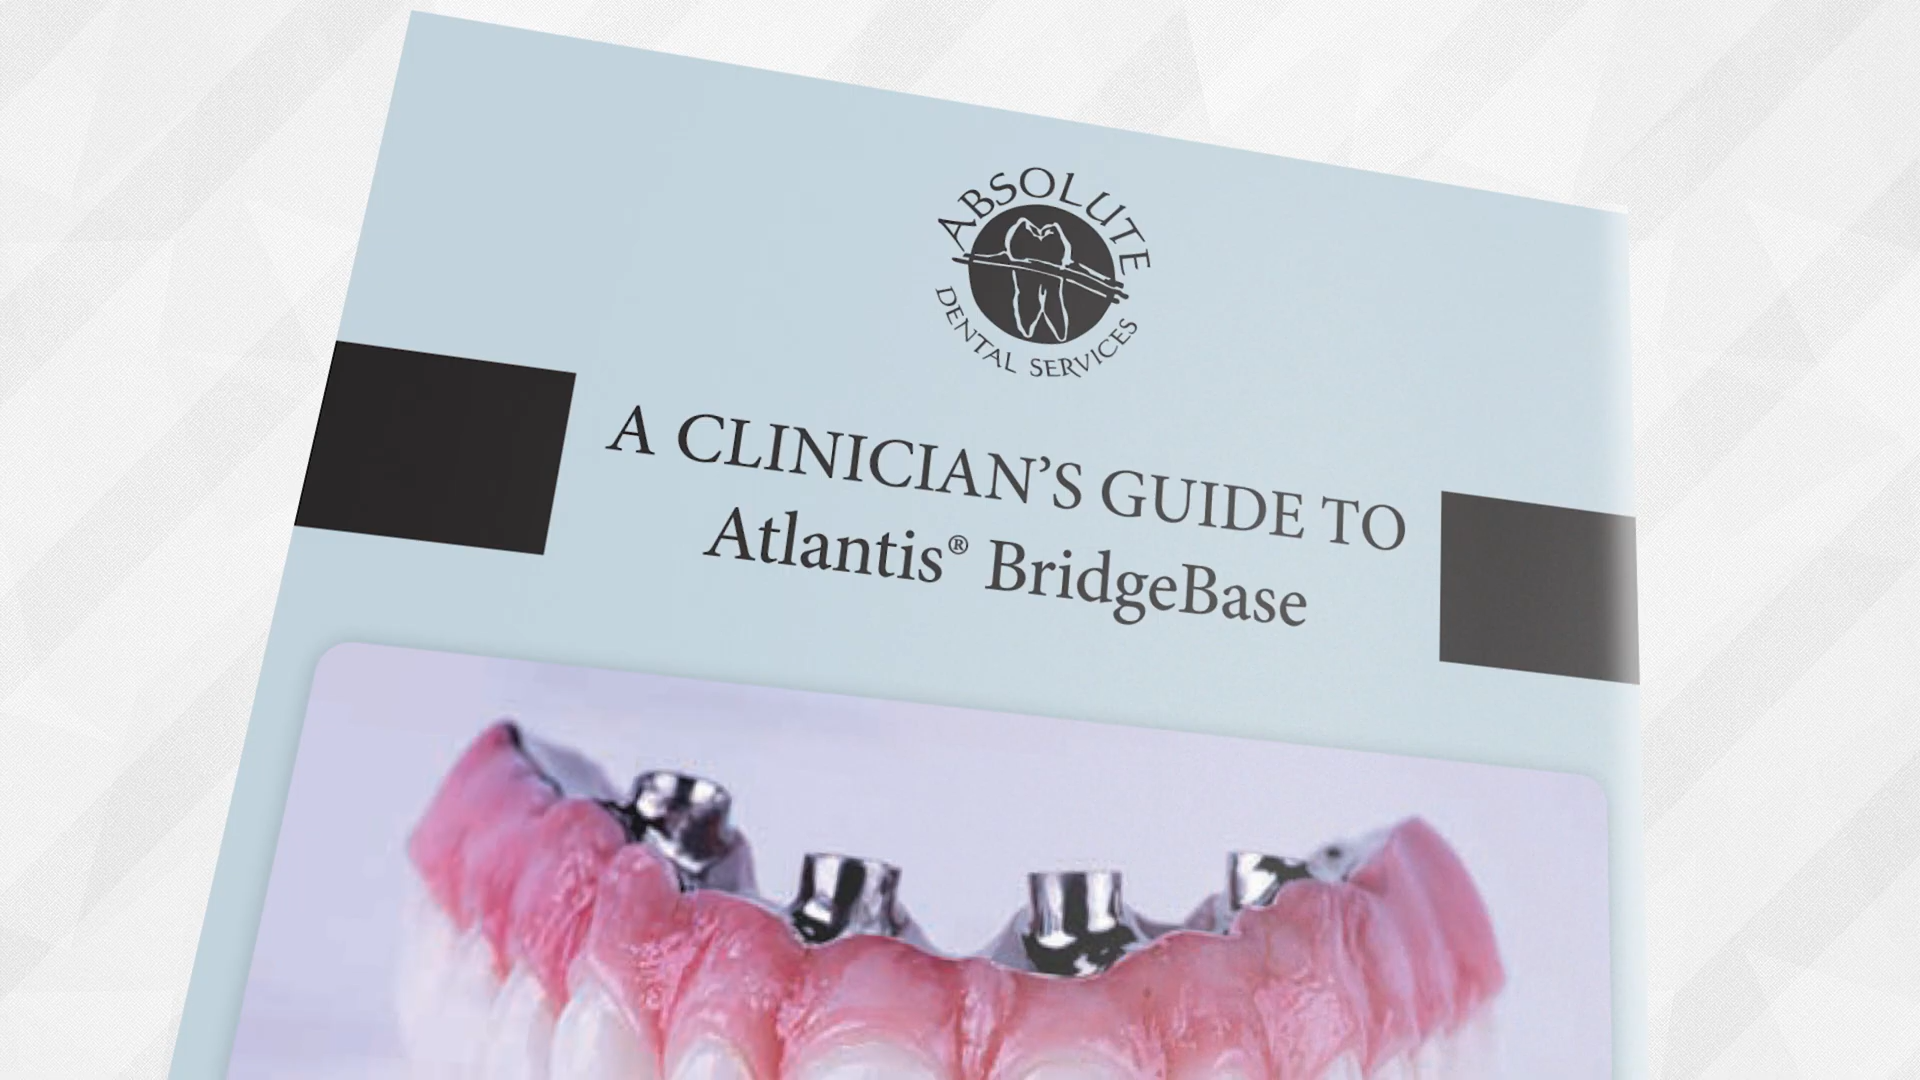 ABSOLUTE
DENTAL SERVICES
A CLINICIAN’S GUIDE TO
Atlantis® BridgeBase